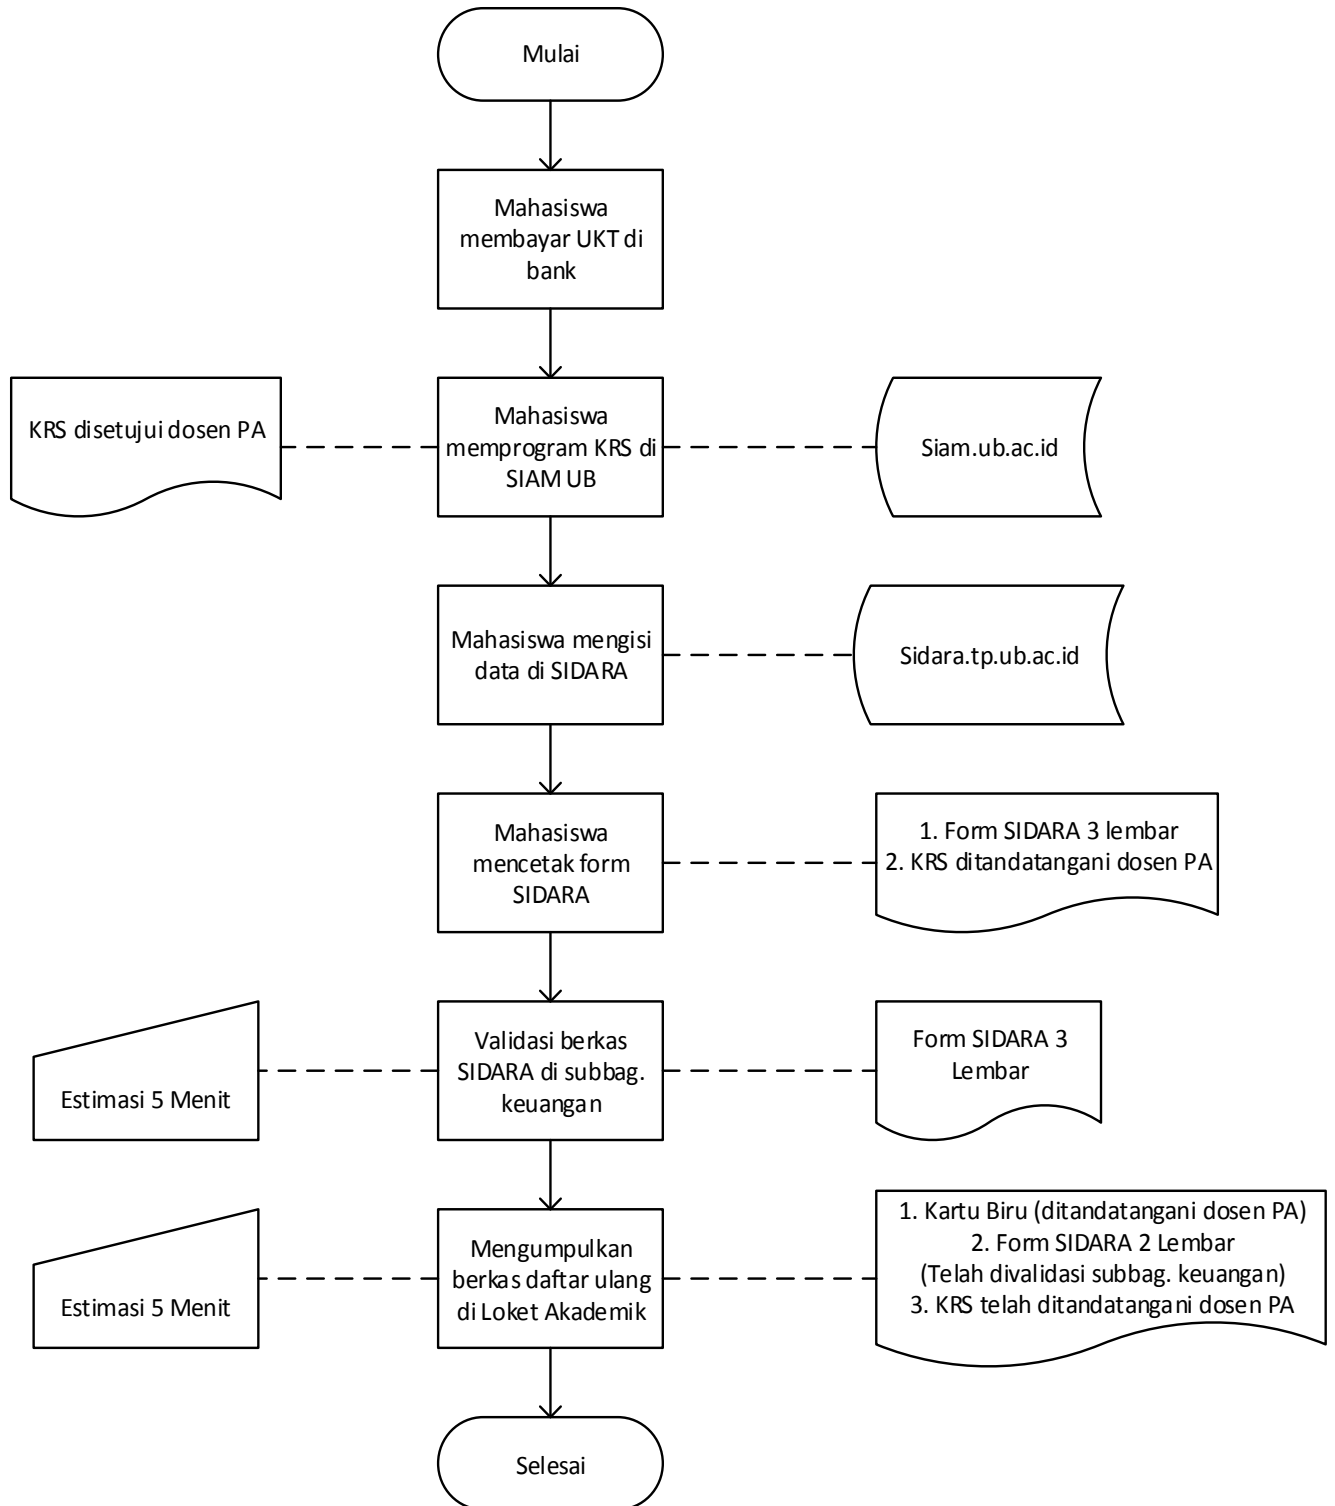 Mulai
Mahasiswa
membayar UKT di
bank
KRS disetujui dosen PA
Mahasiswa
memprogram KRS di
SIAM UB
Siam.ub.ac.id
Mahasiswa mengisi
data di SIDARA
Sidara.tp.ub.ac.id
Mahasiswa
mencetak form
SIDARA
1. Form SIDARA 3 lembar
2. KRS ditandatangani dosen PA
Estimasi 5 Menit
Validasi berkas
SIDARA di subbag.
keuangan
Form SIDARA 3
Lembar
Estimasi 5 Menit
Mengumpulkan
berkas daftar ulang
di Loket Akademik
1. Kartu Biru (ditandatangani dosen PA)
2. Form SIDARA 2 Lembar
(Telah divalidasi subbag. keuangan)
3. KRS telah ditandatangani dosen PA
Selesai